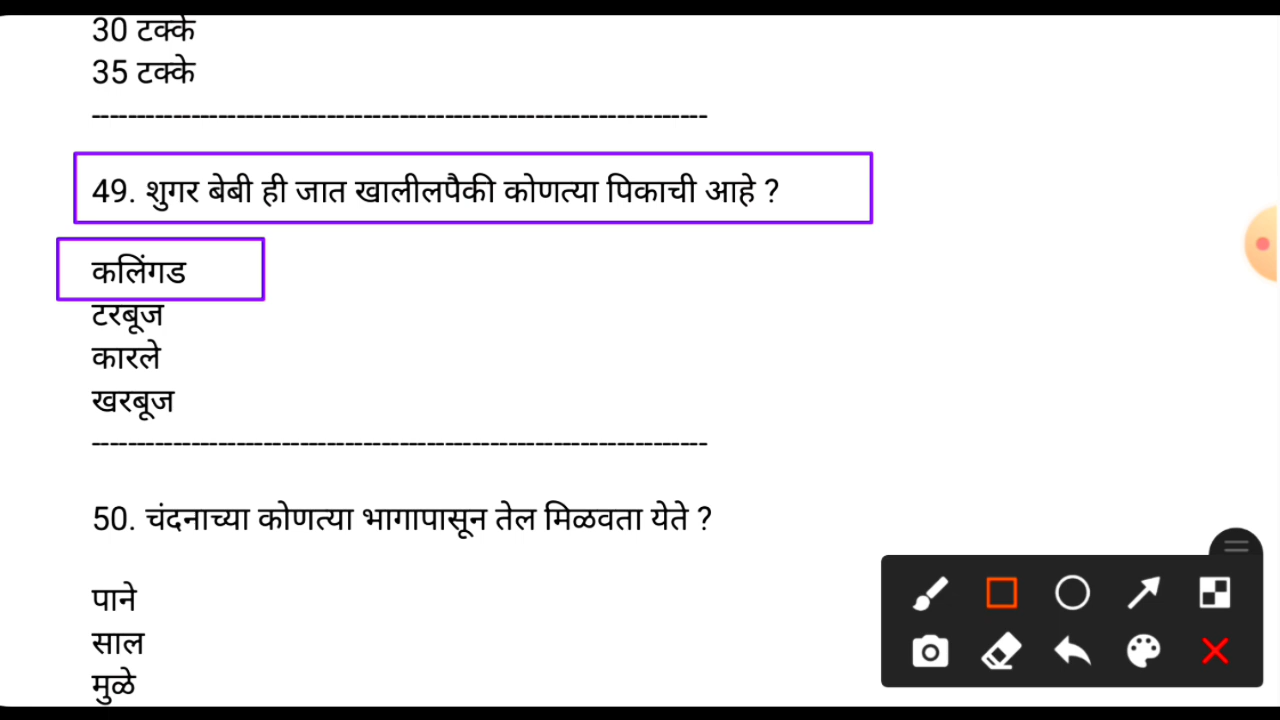 30 टक्के
35 टक्के
--------------------------------------------------------------------
49. शुगर बेबी ही जात खालीलपैकी कोणत्या पिकाची आहे ?
कलिंगड
टरबूज
कारले
खरबूज
--------------------------------------------------------------------
50. चंदनाच्या कोणत्या भागापासून तेल मिळवता येते ?
पाने
साल
मुळे